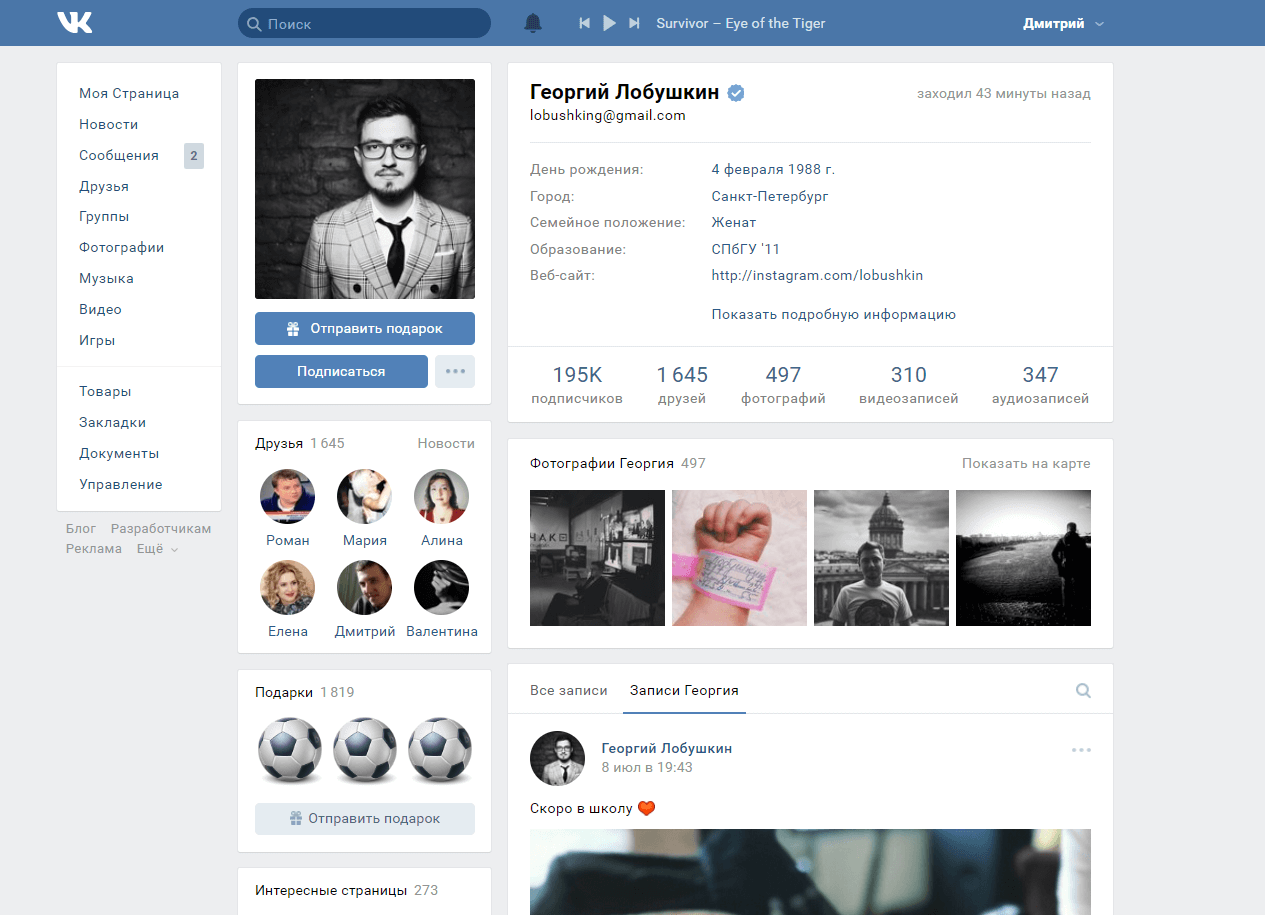 VK
Поиск
Survivor – Eye of the Tiger
Дмитрий
Моя Страница
Новости
Сообщения 2
Друзья
Группы
Фотографии
Музыка
Видео
Игры
Товары
Закладки
Документы
Управление
Блог Разработчикам
Реклама Ещё
Отправить подарок
Подписаться
Друзья 1 645 Новости
Роман Мария Алина
Елена Дмитрий Валентина
Подарки 1 819
Отправить подарок
Интересные страницы 273
Георгий Лобушкин
заходил 43 минуты назад
lobushking@gmail.com
День рождения: 4 февраля 1988 г.
Город: Санкт-Петербург
Семейное положение: Женат
Образование: СПбГУ '11
Веб-сайт: http://instagram.com/lobushkin
Показать подробную информацию
195K 1 645 497 310 347
подписчиков друзей фотографий видеозаписей аудиозаписей
Фотографии Георгия 497 Показать на карте
Все записи Записи Георгия
Георгий Лобушкин
8 июл в 19:43
Скоро в школу